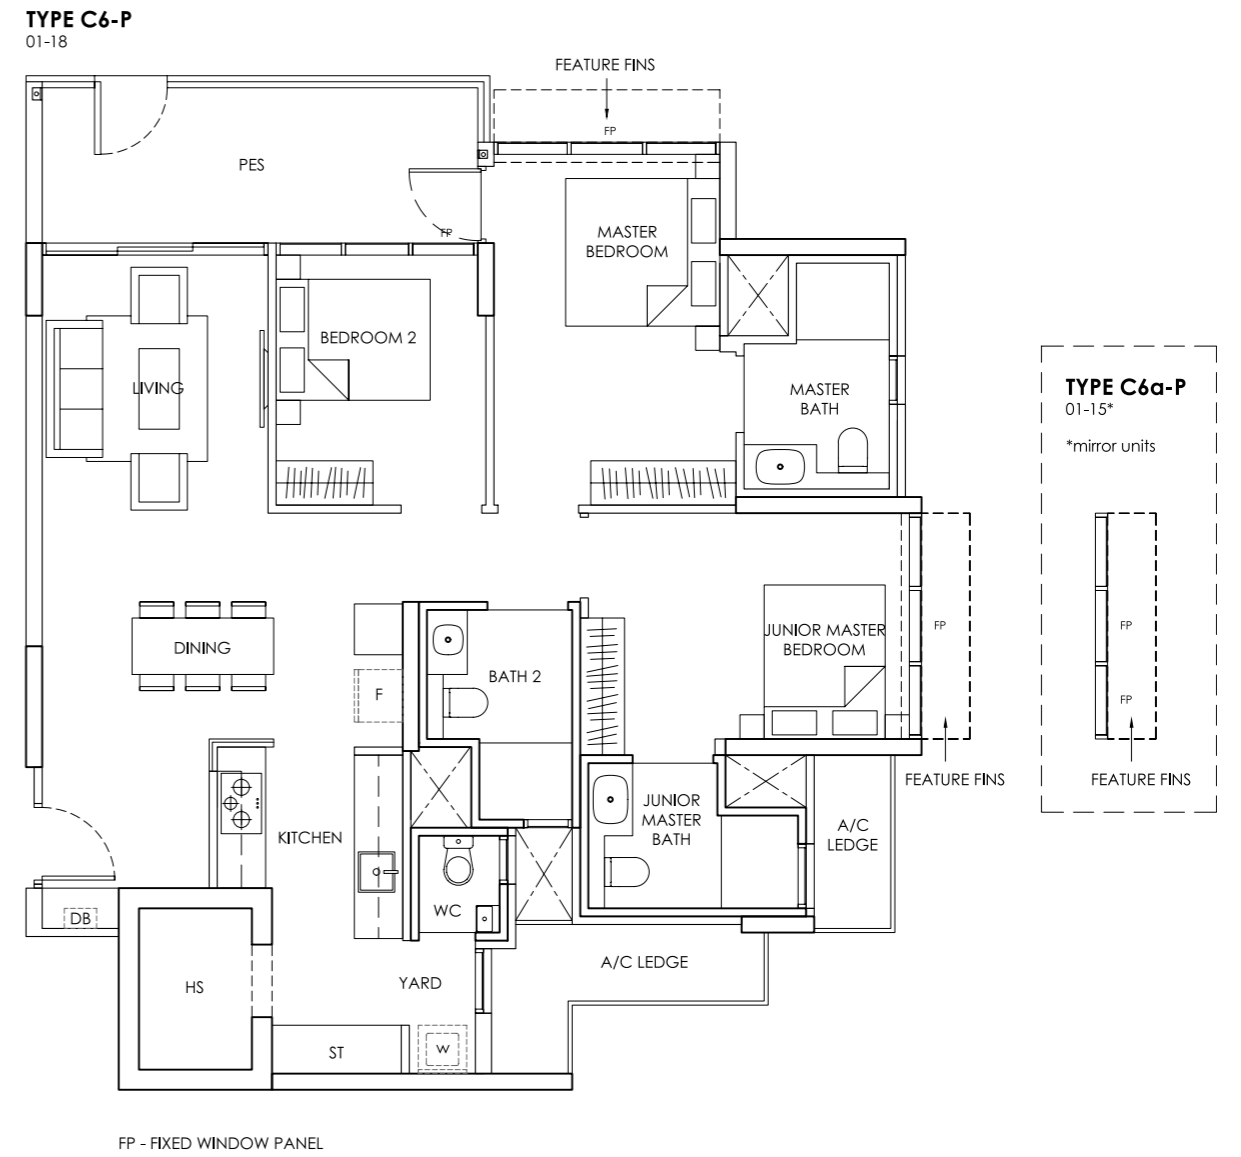 TYPE C6-P
01-18
FEATURE FINS
FP
PES
FP
MASTER
BEDROOM
BEDROOM 2
LIVING
MASTER
BATH
TYPE C6a-P
01-15*
*mirror units
DINING
BATH 2
JUNIOR MASTER
BEDROOM
FP
FP
F
FP
FEATURE FINS
FEATURE FINS
KITCHEN
JUNIOR
MASTER
BATH
A/C
LEDGE
DB
WC
A/C LEDGE
HS
YARD
ST
W
FP - FIXED WINDOW PANEL